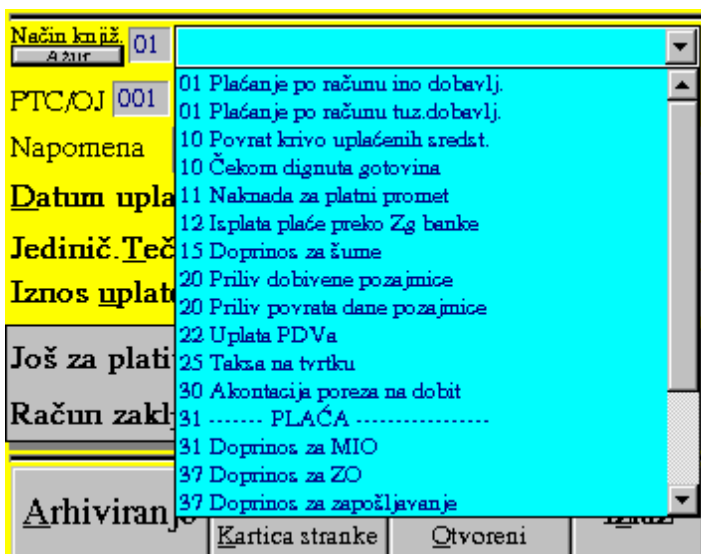 Način knjiž. 01
Ažur
PTC/OJ 001
Napomena
Datum upla
Jedinič.Teč
Iznos uplate
Još za plati
Račun zaklj
01 Plaćanje po računu ino dobavlj.
01 Plaćanje po računu tuz.dobavlj.
10 Povrat krivo uplaćenih sredst.
10 Čekom dignuta gotovina
11 Naknada za platni promet
12 Isplata plaće preko Zg banke
15 Doprinos za šume
20 Priliv dobivene pozajmice
20 Priliv povrata dane pozajmice
22 Uplata PDVa
25 Taksa na tvrtku
30 Akontacija poreza na dobit
31 ------- PLAĆA ----------------
31 Doprinos za MIO
37 Doprinos za ZO
37 Doprinos za zapošljavanje
Arhiviranje
Kartica stranke
Otvoreni